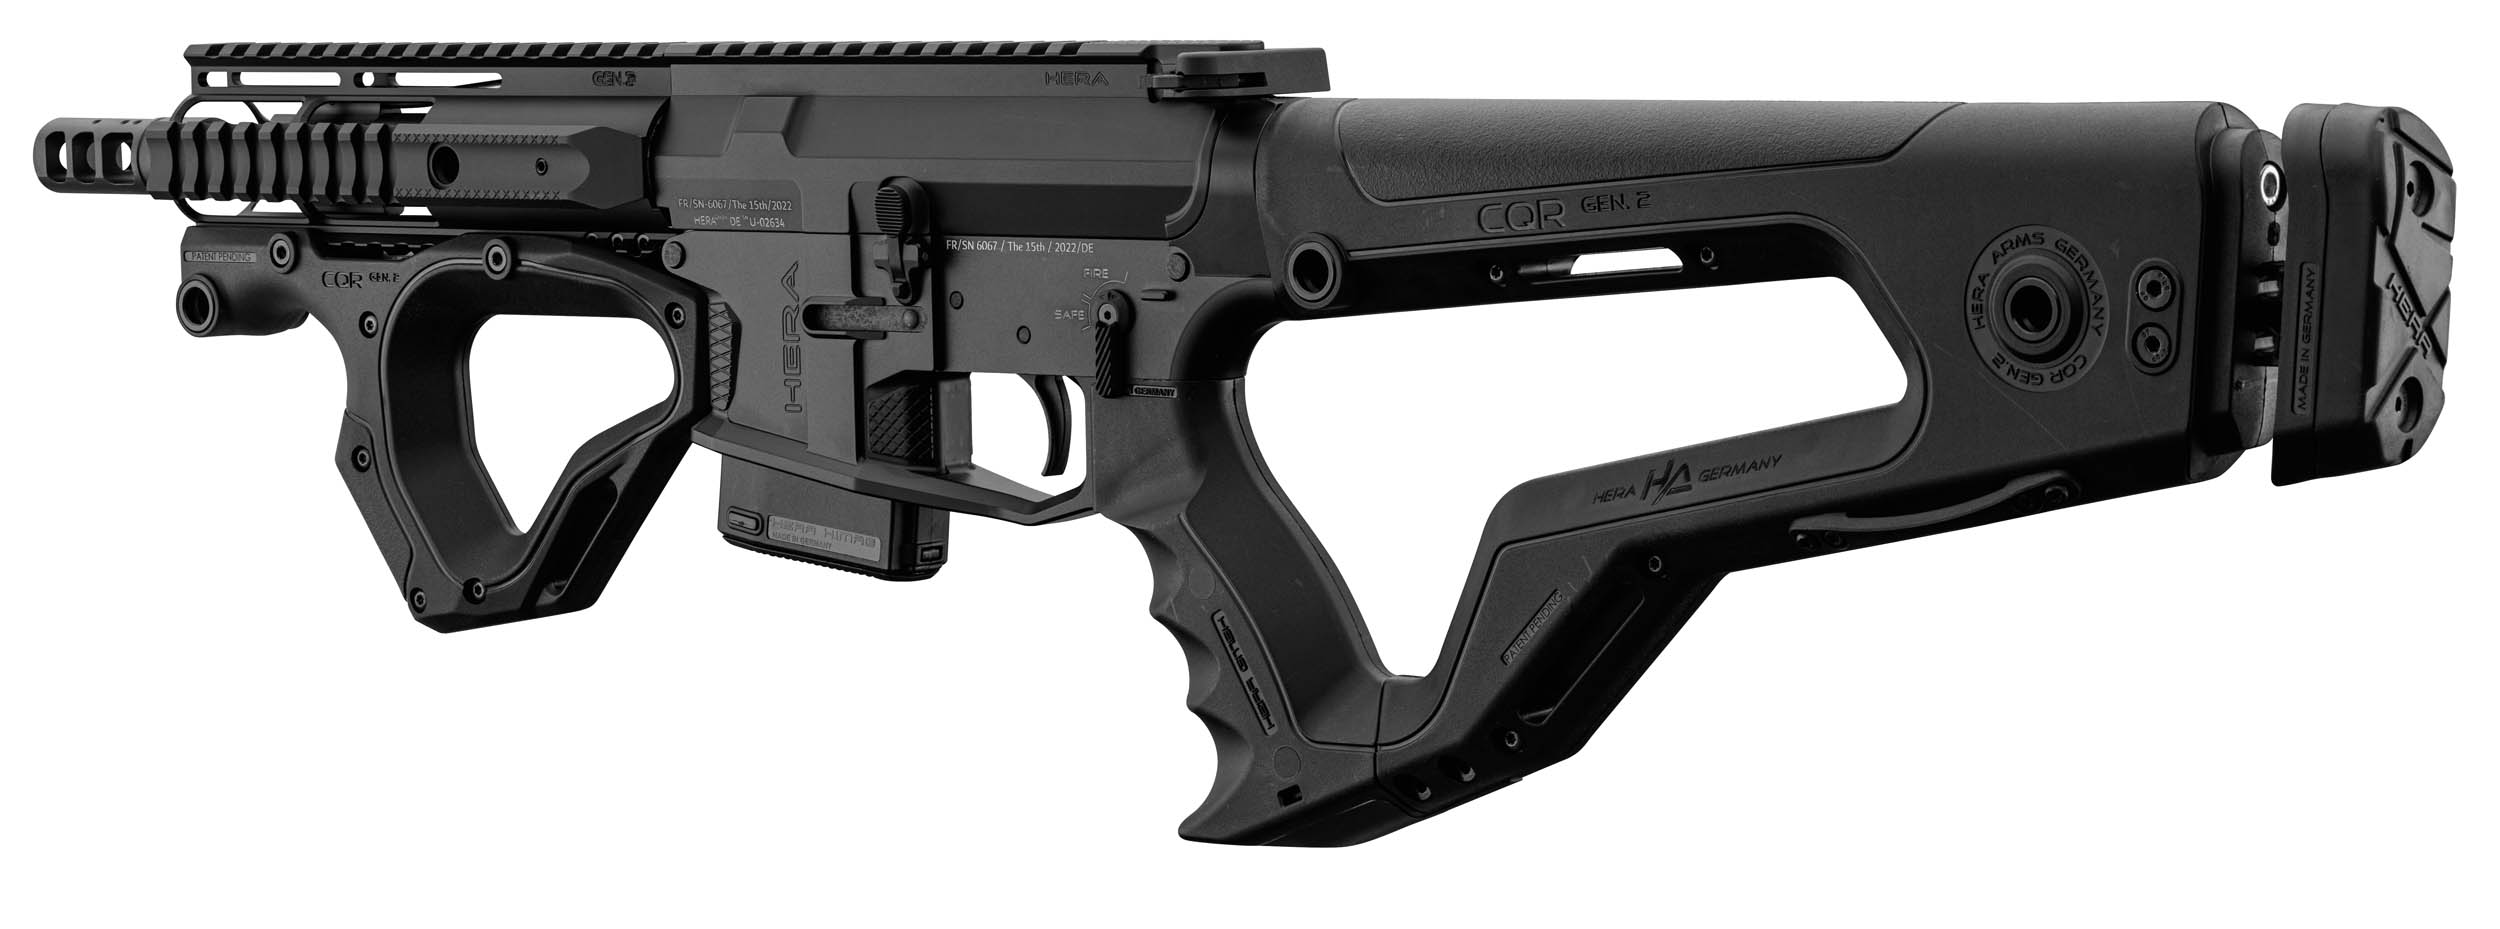 GEN.2
HERA
FR/SN-6067/The 15th/2022
DE U-02634
FR/SN 6067 / The 15th / 2022/DE
PATENT PENDING
CQR GEN. 2
HERA
FIRE
SAFE
GERMANY
CQR GEN. 2
HERA ARMS GERMANY
CQR GEN.2
HERA
MADE IN GERMANY
HERA HA GERMANY
HERA H1MAG
MADE IN GERMANY
PATENT PENDING
HERA